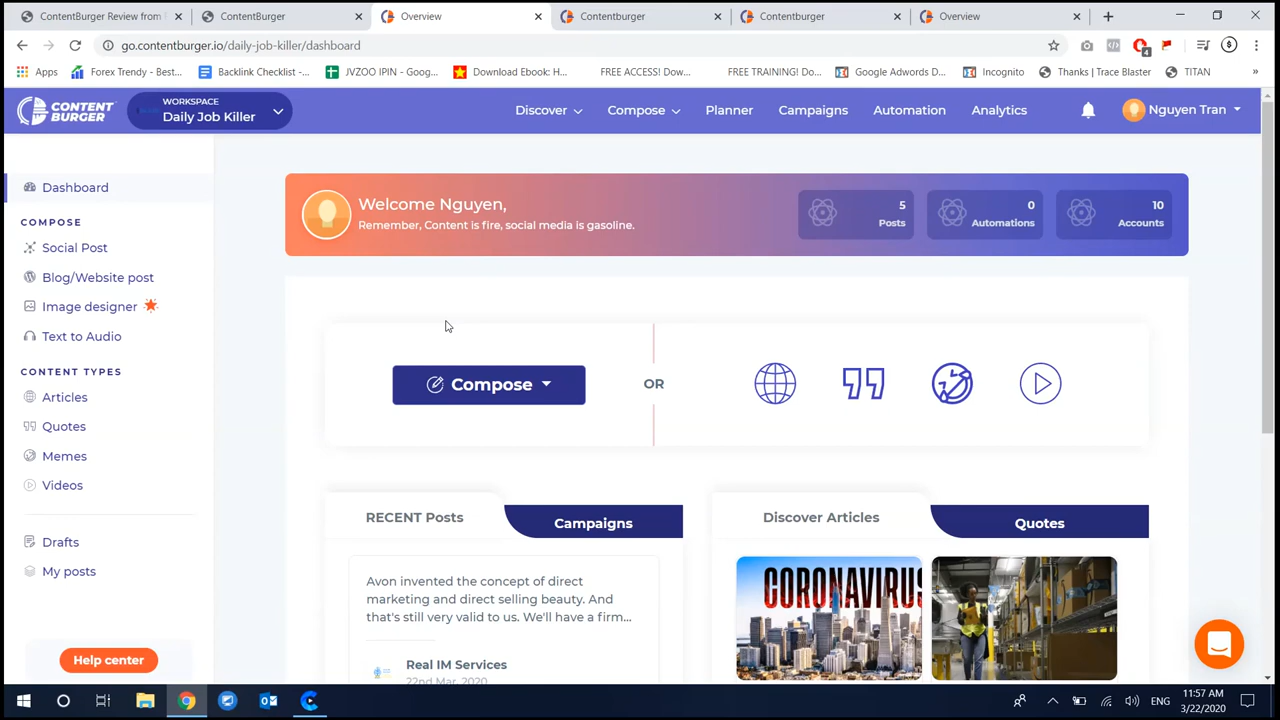 ContentBurger Review from
ContentBurger
Overview
Contentburger
Contentburger
Overview
go.contentburger.io/daily-job-killer/dashboard
4
Apps
Forex Trendy - Best...
Backlink Checklist -...
JVZOO IPIN - Goog...
Download Ebook: H...
FREE ACCESS! Dow...
FREE TRAINING! Do...
Google Adwords D...
Incognito
Thanks | Trace Blaster
TITAN
»
CONTENT
BURGER
WORKSPACE
Daily Job Killer
Discover
Compose
Planner
Campaigns
Automation
Analytics
Nguyen Tran
Dashboard
COMPOSE
Social Post
Blog/Website post
Image designer
Text to Audio
CONTENT TYPES
Articles
Quotes
Memes
Videos
Drafts
My posts
Help center
Welcome Nguyen,
Remember, Content is fire, social media is gasoline.
5
Posts
0
Automations
10
Accounts
Compose
OR
RECENT Posts
Campaigns
Avon invented the concept of direct
marketing and direct selling beauty. And
that's still very valid to us. We'll have a firm...
Real IM Services
22nd Mar, 2020
Discover Articles
Quotes
CORONAVIRUS
ENG
11:57 AM
3/22/2020